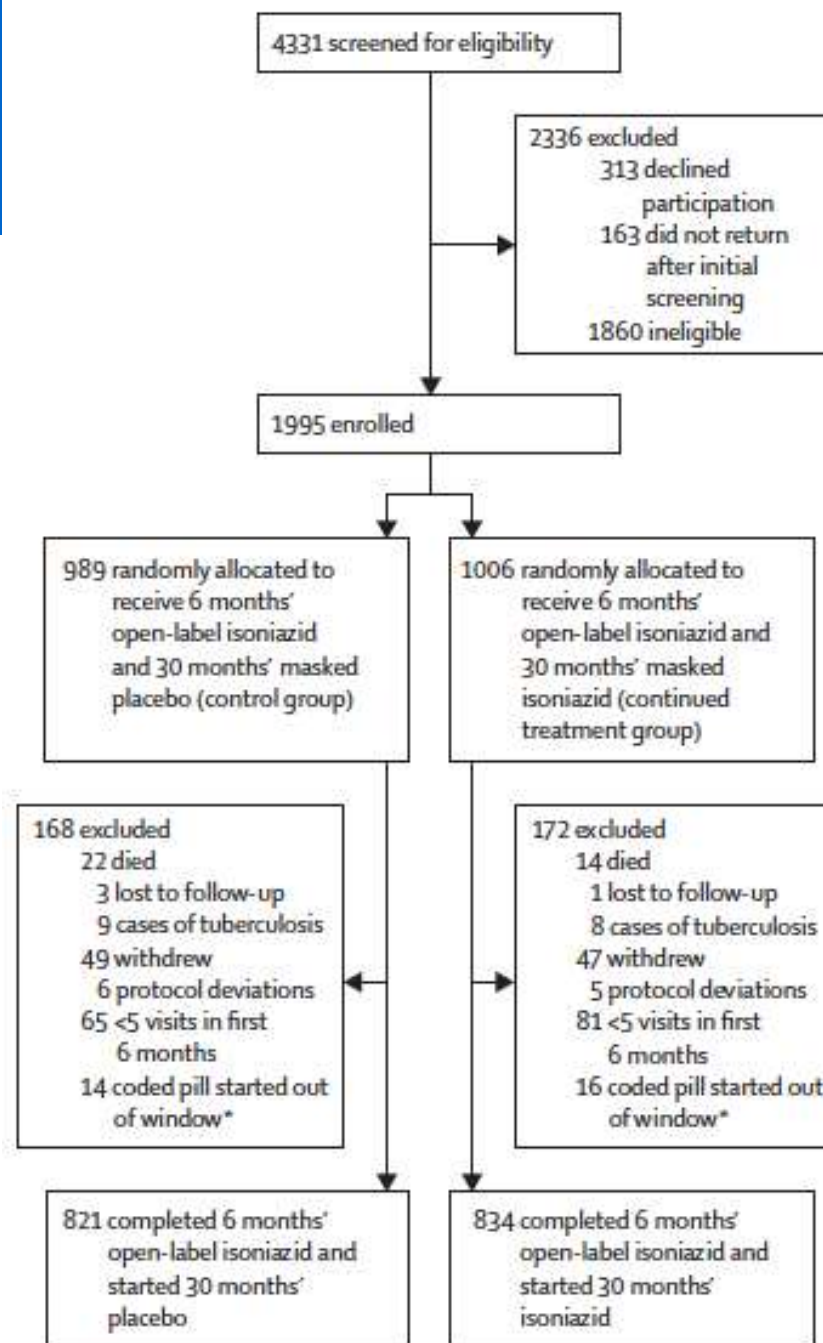 4331 screened for eligibility
2336 excluded
313 declined
participation
163 did not return
after initial
screening
1860 ineligible
1995 enrolled
989 randomly allocated to
receive 6 months'
open-label isoniazid
and 30 months' masked
placebo (control group)
1006 randomly allocated to
receive 6 months'
open-label isoniazid and
30 months' masked
isoniazid (continued
treatment group)
168 excluded
22 died
3 lost to follow-up
9 cases of tuberculosis
49 withdrew
6 protocol deviations
65 <5 visits in first
6 months
14 coded pill started out
of window*
172 excluded
14 died
1 lost to follow-up
8 cases of tuberculosis
47 withdrew
5 protocol deviations
81 <5 visits in first
6 months
16 coded pill started out
of window*
821 completed 6 months'
open-label isoniazid and
started 30 months'
placebo
834 completed 6 months'
open-label isoniazid and
started 30 months'
isoniazid